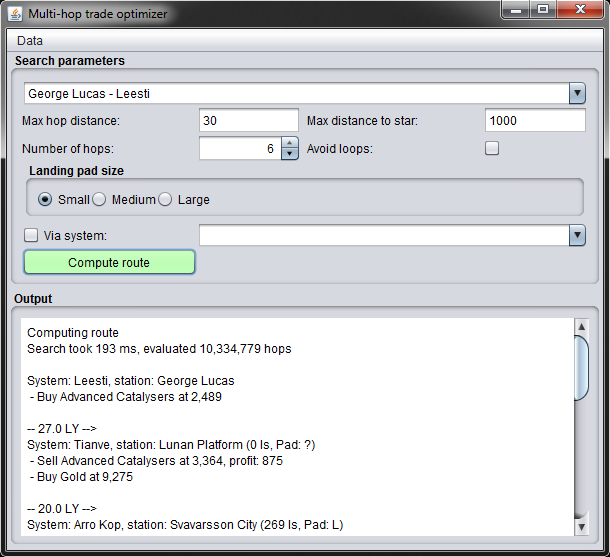 Multi-hop trade optimizer
Data
Search parameters
George Lucas - Leesti
Max hop distance: 30 Max distance to star: 1000
Number of hops: 6 Avoid loops:
Landing pad size
Small Medium Large
Via system:
Compute route
Output
Computing route
Search took 193 ms, evaluated 10,334,779 hops
System: Leesti, station: George Lucas
- Buy Advanced Catalysers at 2,489
-- 27.0 LY -->
System: Tianve, station: Lunan Platform (0 ls, Pad: ?)
- Sell Advanced Catalysers at 3,364, profit: 875
- Buy Gold at 9,275
-- 20.0 LY -->
System: Arro Kop, station: Svavarsson City (269 ls, Pad: L)